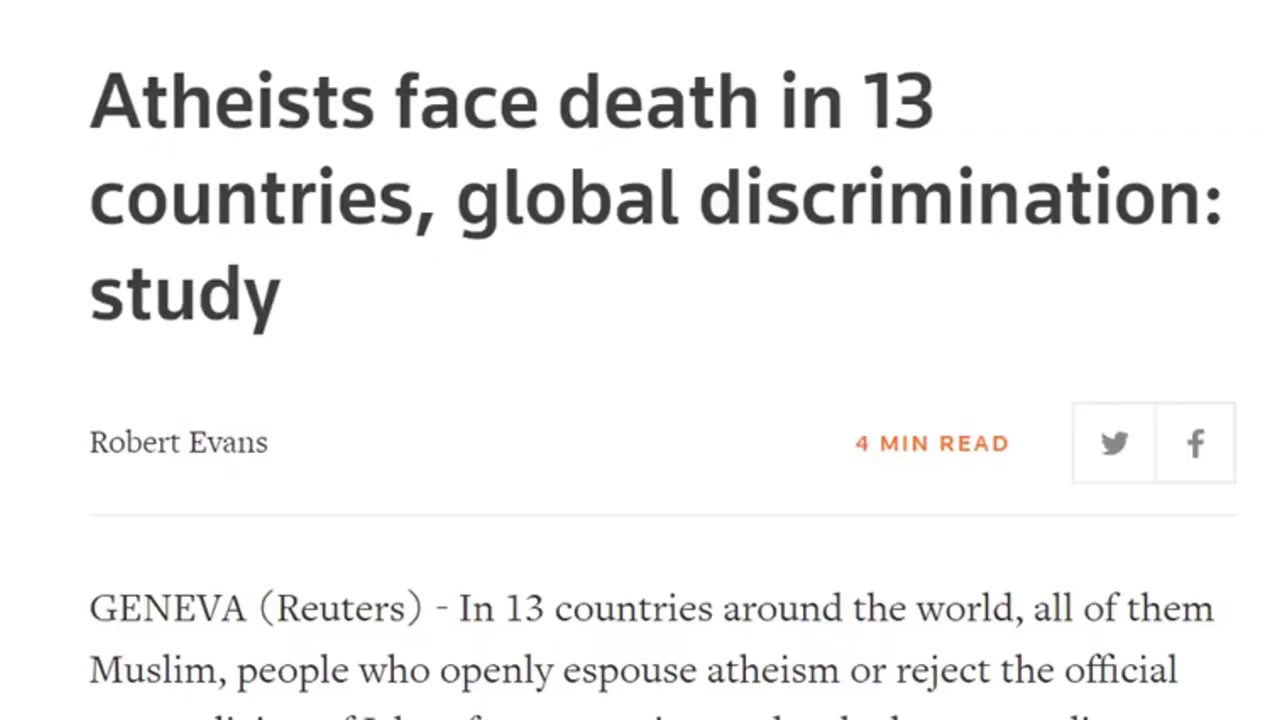 Atheists face death in 13
countries, global discrimination:
study
Robert Evans
4 MIN READ
GENEVA (Reuters) - In 13 countries around the world, all of them
Muslim, people who openly espouse atheism or reject the official